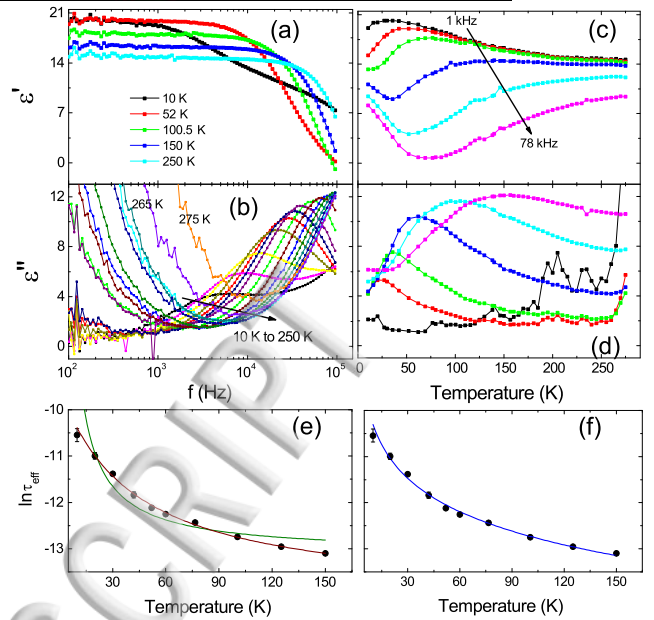 21
14
7
0
ε'
(a)
10 K
52 K
100.5 K
150 K
250 K
(c)
1 kHz
78 kHz
12
8
4
0
ε''
265 K
275 K
(b)
10 K to 250 K
(d)
10² 10³ 10⁴ 10⁵
f (Hz)
0 50 100 150 200 250
Temperature (K)
-10
-11
-12
-13
lnτeff
(e)
(f)
30 60 90 120 150
Temperature (K)
30 60 90 120 150
Temperature (K)
SCRIPT